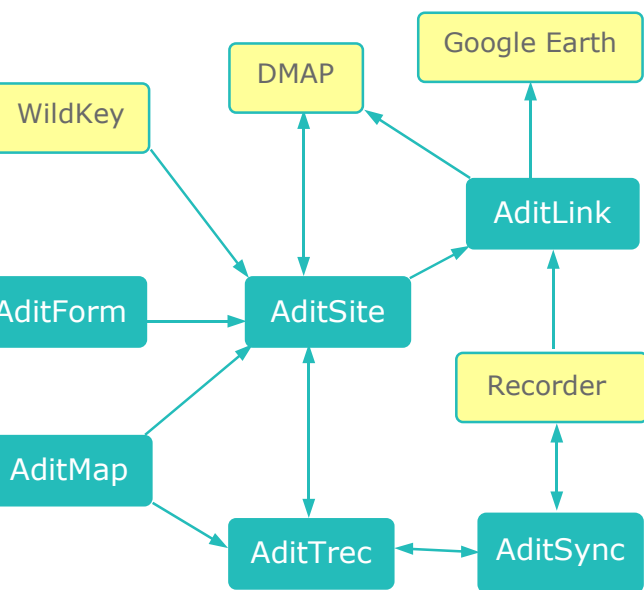 Google Earth
DMAP
WildKey
AditLink
AditForm
AditSite
Recorder
AditMap
AditTrec
AditSync